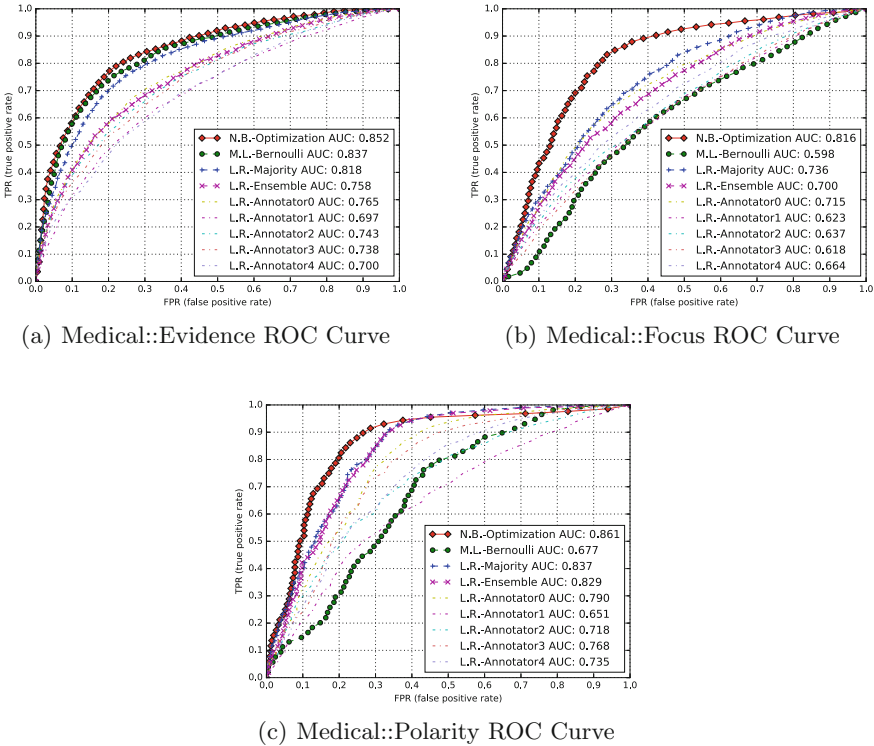 1.0
0.9
0.8
0.7
0.6
0.5
0.4
0.3
0.2
0.1
0.0
TPR (true positive rate)
N.B.-Optimization AUC: 0.852
M.L.-Bernoulli AUC: 0.837
L.R.-Majority AUC: 0.818
L.R.-Ensemble AUC: 0.758
L.R.-Annotator0 AUC: 0.765
L.R.-Annotator1 AUC: 0.697
L.R.-Annotator2 AUC: 0.743
L.R.-Annotator3 AUC: 0.738
L.R.-Annotator4 AUC: 0.700
0.0 0.1 0.2 0.3 0.4 0.5 0.6 0.7 0.8 0.9 1.0
FPR (false positive rate)
(a) Medical::Evidence ROC Curve
1.0
0.9
0.8
0.7
0.6
0.5
0.4
0.3
0.2
0.1
0.0
TPR (true positive rate)
N.B.-Optimization AUC: 0.816
M.L.-Bernoulli AUC: 0.598
L.R.-Majority AUC: 0.736
L.R.-Ensemble AUC: 0.700
L.R.-Annotator0 AUC: 0.715
L.R.-Annotator1 AUC: 0.623
L.R.-Annotator2 AUC: 0.637
L.R.-Annotator3 AUC: 0.618
L.R.-Annotator4 AUC: 0.664
0.0 0.1 0.2 0.3 0.4 0.5 0.6 0.7 0.8 0.9 1.0
FPR (false positive rate)
(b) Medical::Focus ROC Curve
1.0
0.9
0.8
0.7
0.6
0.5
0.4
0.3
0.2
0.1
0.0
TPR (true positive rate)
N.B.-Optimization AUC: 0.861
M.L.-Bernoulli AUC: 0.677
L.R.-Majority AUC: 0.837
L.R.-Ensemble AUC: 0.829
L.R.-Annotator0 AUC: 0.790
L.R.-Annotator1 AUC: 0.651
L.R.-Annotator2 AUC: 0.718
L.R.-Annotator3 AUC: 0.768
L.R.-Annotator4 AUC: 0.735
0.0 0.1 0.2 0.3 0.4 0.5 0.6 0.7 0.8 0.9 1.0
FPR (false positive rate)
(c) Medical::Polarity ROC Curve